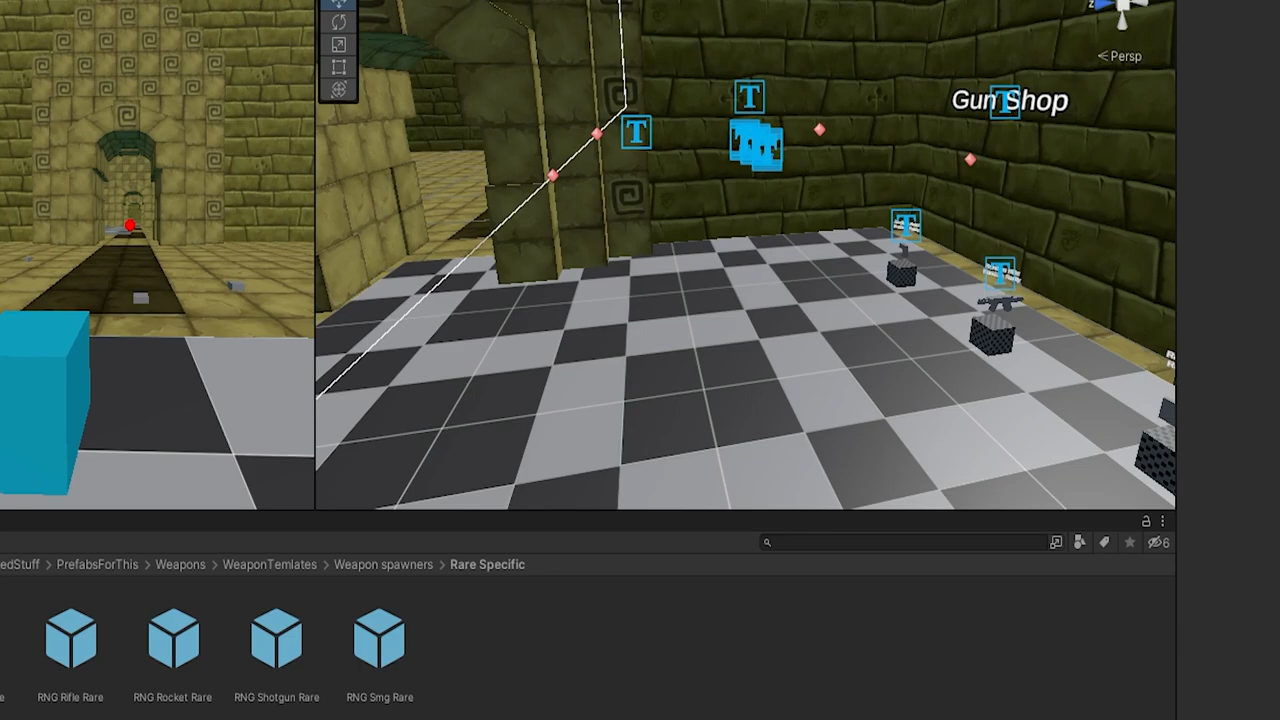 Persp
Gun Shop
6
edStuff > PrefabsForThis > Weapons > WeaponTemlates > Weapon spawners > Rare Specific
e
RNG Rifle Rare
RNG Rocket Rare
RNG Shotgun Rare
RNG Smg Rare